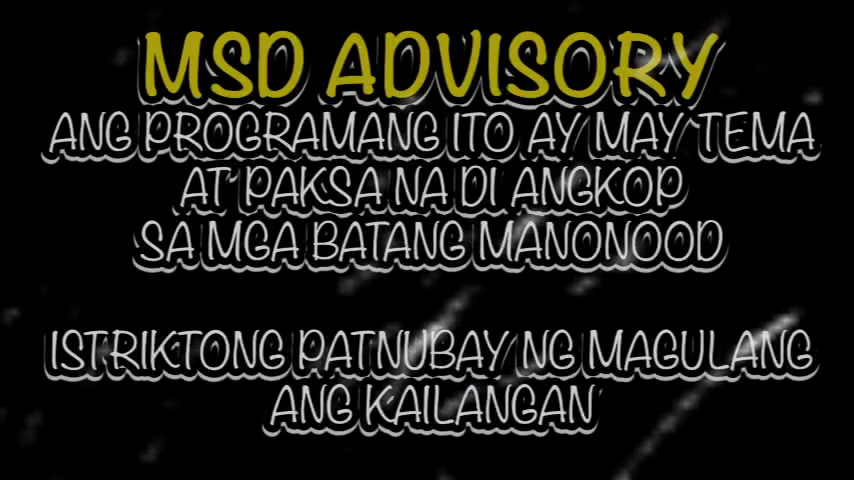 MSD ADVISORY
ANG PROGRAMANG ITO AY MAY TEMA
AT PAKSA NA DI ANGKOP
SA MGA BATANG MANONOOD
ISTRIKTONG PATNUBAY NG MAGULANG
ANG KAILANGAN